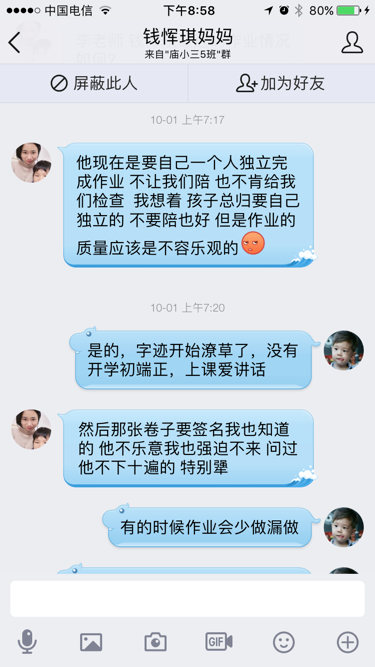 中国电信
下午8:58
80%
钱恽琪妈妈
来自"庙小三5班"群
屏蔽此人
加为好友
10-01 上午7:17
他现在是要自己一个人独立完
成作业 不让我们陪 也不肯给我
们检查 我想着 孩子总归要自己
独立的 不要陪也好 但是作业的
质量应该是不容乐观的
10-01 上午7:20
是的，字迹开始潦草了，没有
开学初端正，上课爱讲话
然后那张卷子要签名我也知道
的 他不乐意我也强迫不来 问过
他不下十遍的 特别犟
有的时候作业会少做漏做
GIF